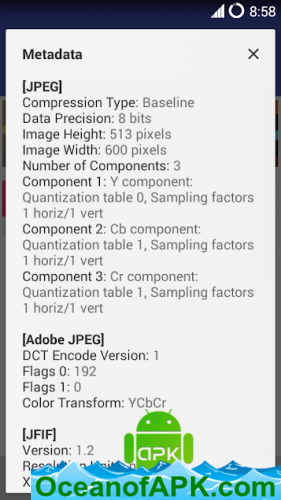 8:58
Metadata
[JPEG]
Compression Type: Baseline
Data Precision: 8 bits
Image Height: 513 pixels
Image Width: 600 pixels
Number of Components: 3
Component 1: Y component:
Quantization table 0, Sampling factors
1 horiz/1 vert
Component 2: Cb component:
Quantization table 1, Sampling factors
1 horiz/1 vert
Component 3: Cr component:
Quantization table 1, Sampling factors
1 horiz/1 vert
[Adobe JPEG]
DCT Encode Version: 1
Flags 0: 192
Flags 1: 0
Color Transform: YCbCr
[JFIF]
Version: 1.2
APK
OceanofAPK.com